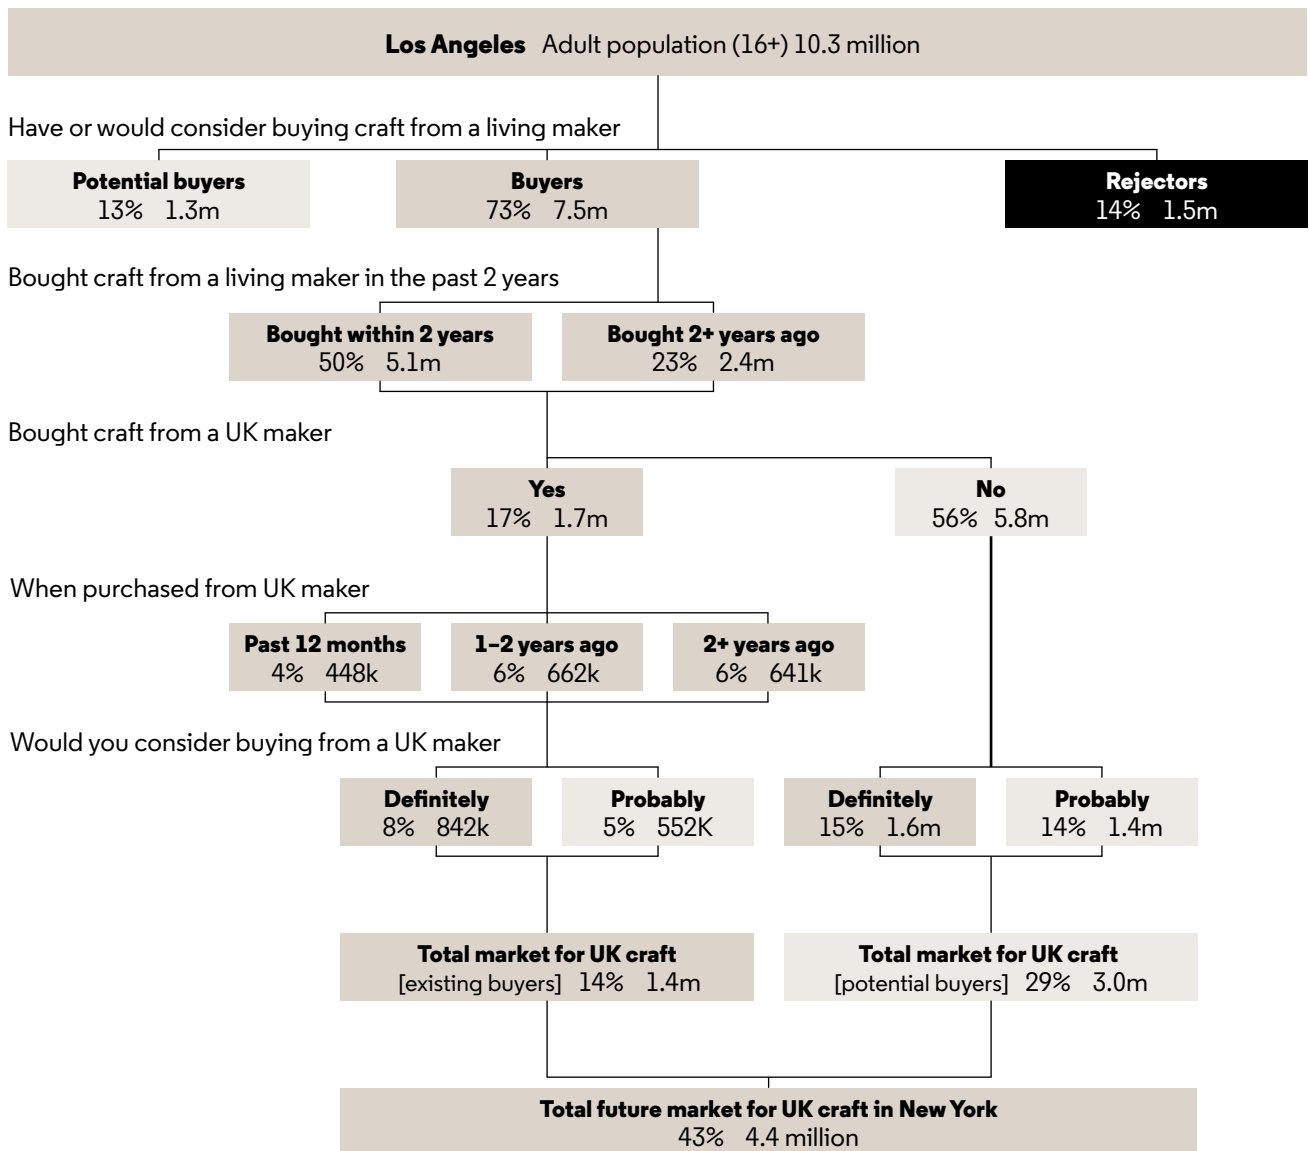 Los Angeles Adult population (16+) 10.3 million
Have or would consider buying craft from a living maker
Potential buyers
13% 1.3m
Buyers
73% 7.5m
Rejectors
14% 1.5m
Bought craft from a living maker in the past 2 years
Bought within 2 years
50% 5.1m
Bought 2+ years ago
23% 2.4m
Bought craft from a UK maker
Yes
17% 1.7m
No
56% 5.8m
When purchased from UK maker
Past 12 months
4% 448k
1–2 years ago
6% 662k
2+ years ago
6% 641k
Would you consider buying from a UK maker
Definitely
8% 842k
Probably
5% 552K
Definitely
15% 1.6m
Probably
14% 1.4m
Total market for UK craft
[existing buyers] 14% 1.4m
Total market for UK craft
[potential buyers] 29% 3.0m
Total future market for UK craft in New York
43% 4.4 million